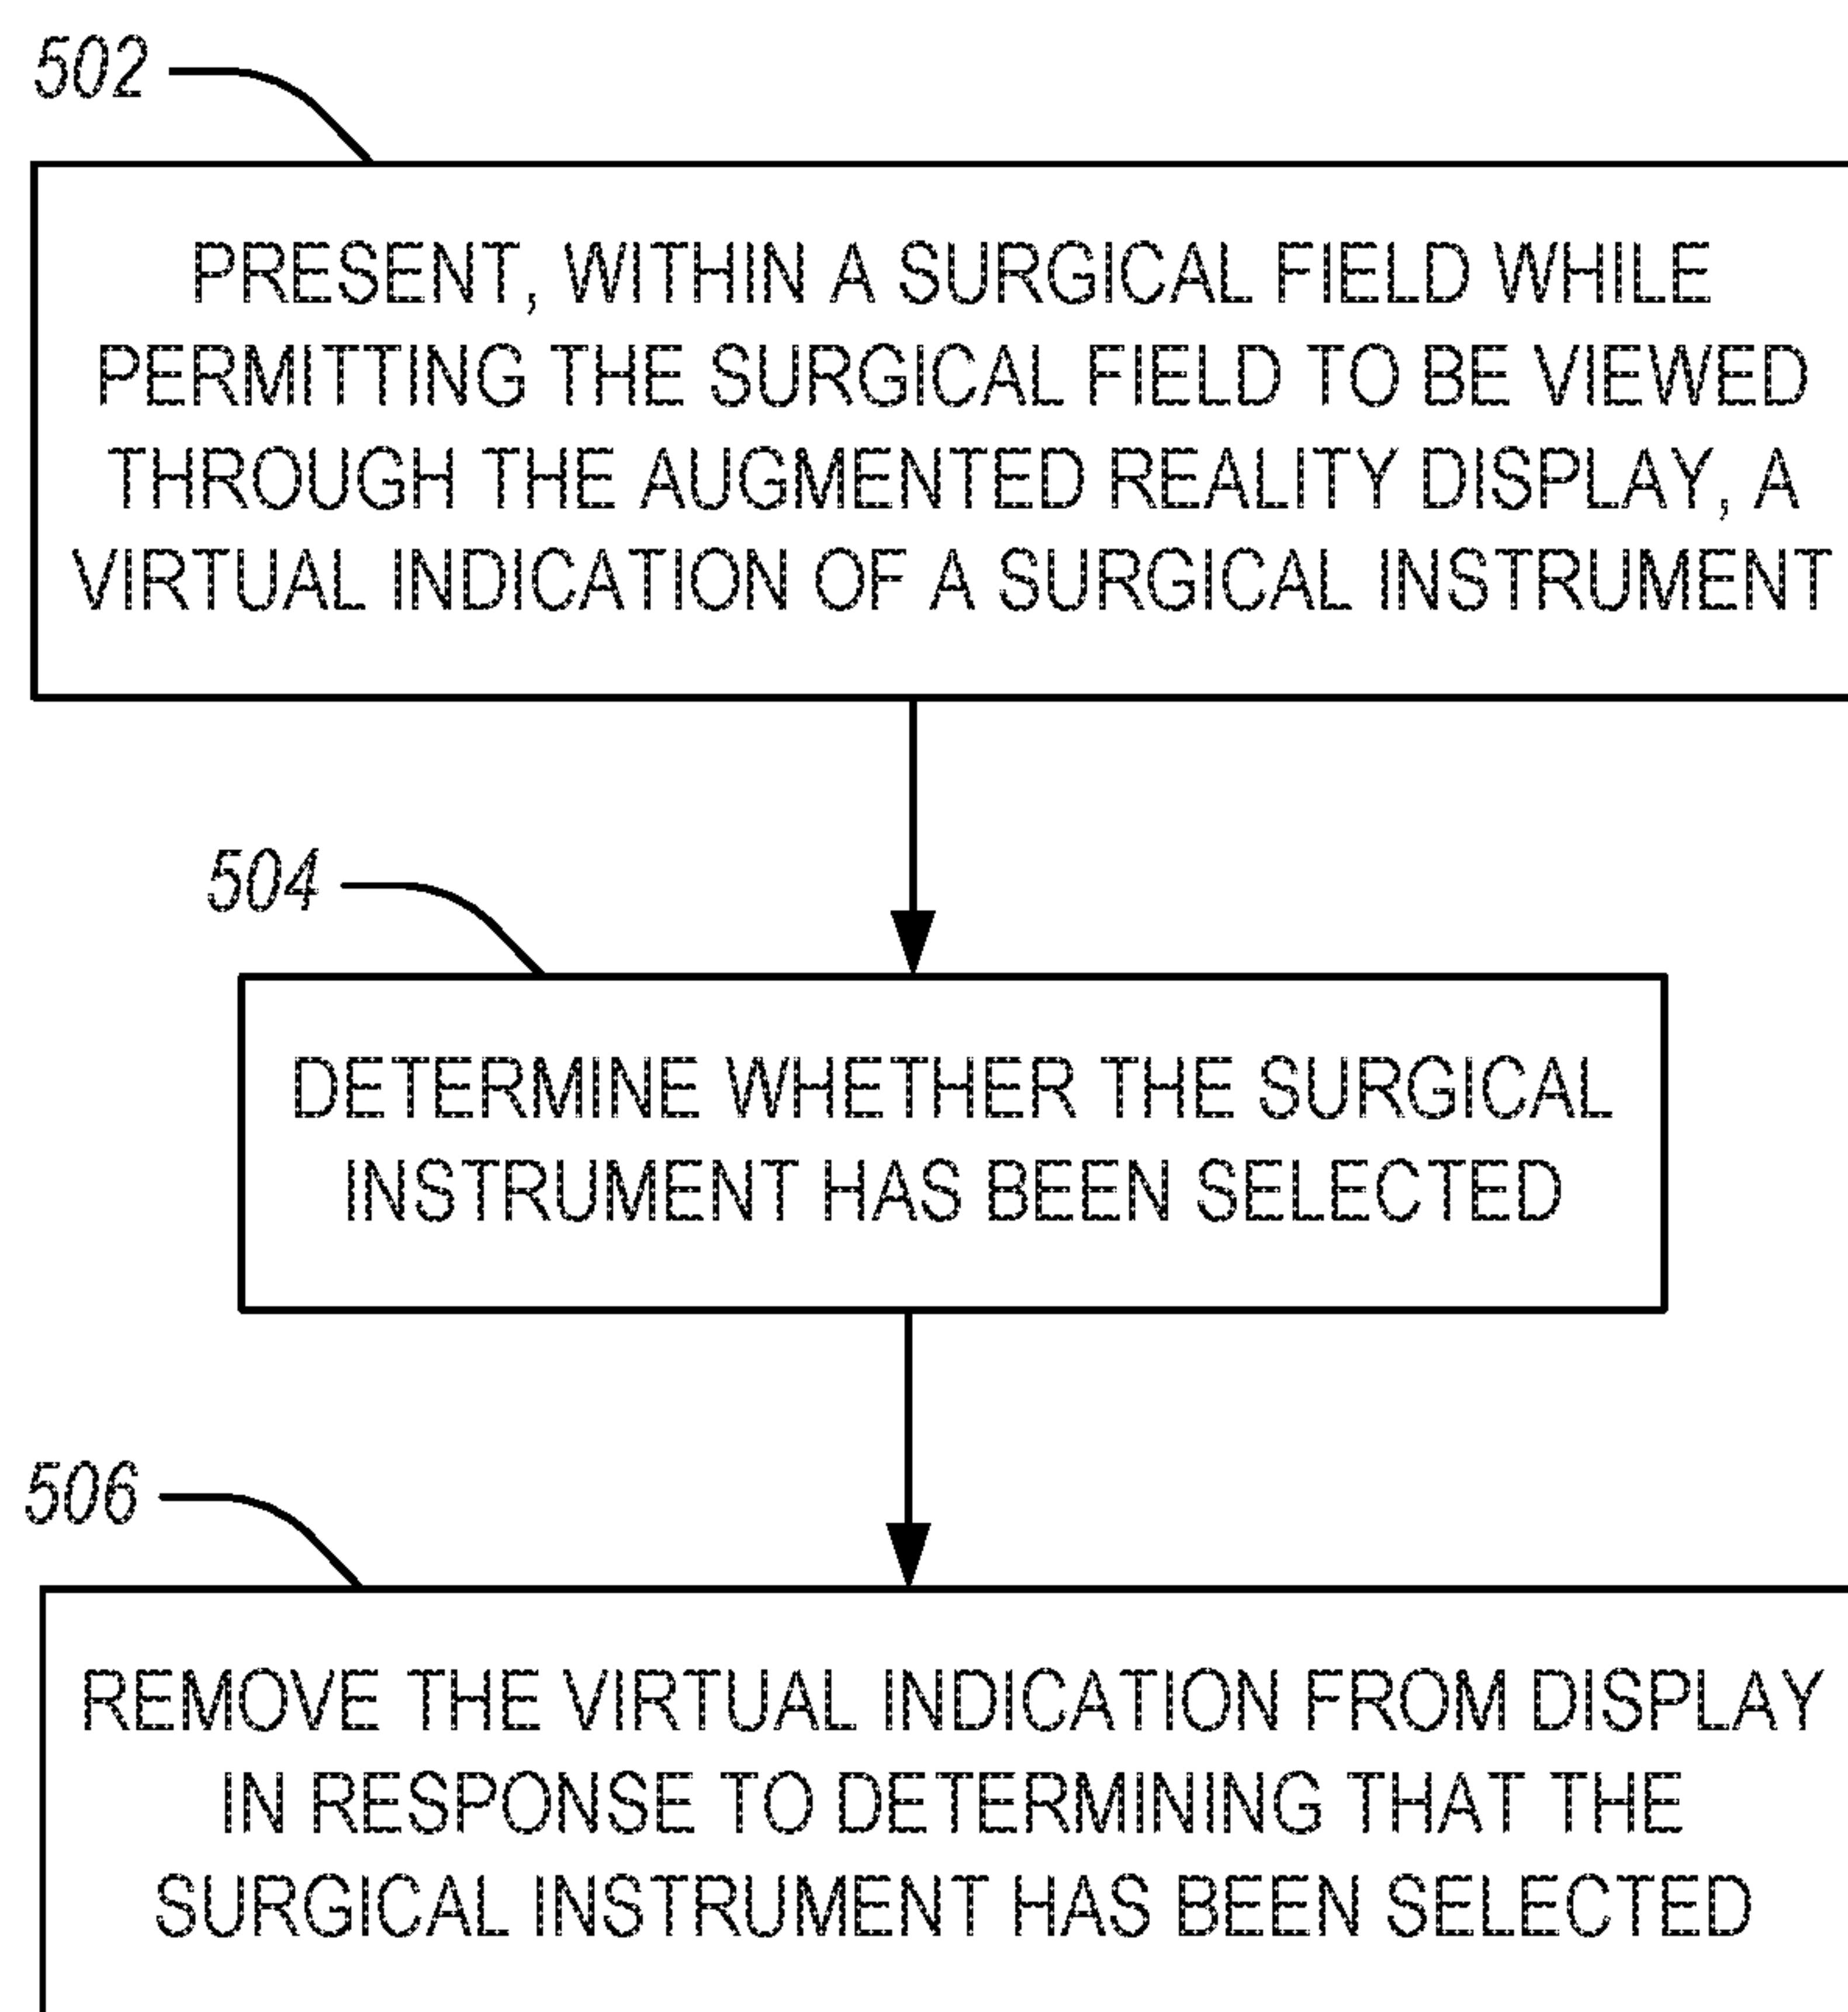 502
PRESENT, WITHIN A SURGICAL FIELD WHILE
PERMITTING THE SURGICAL FIELD TO BE VIEWED
THROUGH THE AUGMENTED REALITY DISPLAY, A
VIRTUAL INDICATION OF A SURGICAL INSTRUMENT
504
DETERMINE WHETHER THE SURGICAL
INSTRUMENT HAS BEEN SELECTED
506
REMOVE THE VIRTUAL INDICATION FROM DISPLAY
IN RESPONSE TO DETERMINING THAT THE
SURGICAL INSTRUMENT HAS BEEN SELECTED